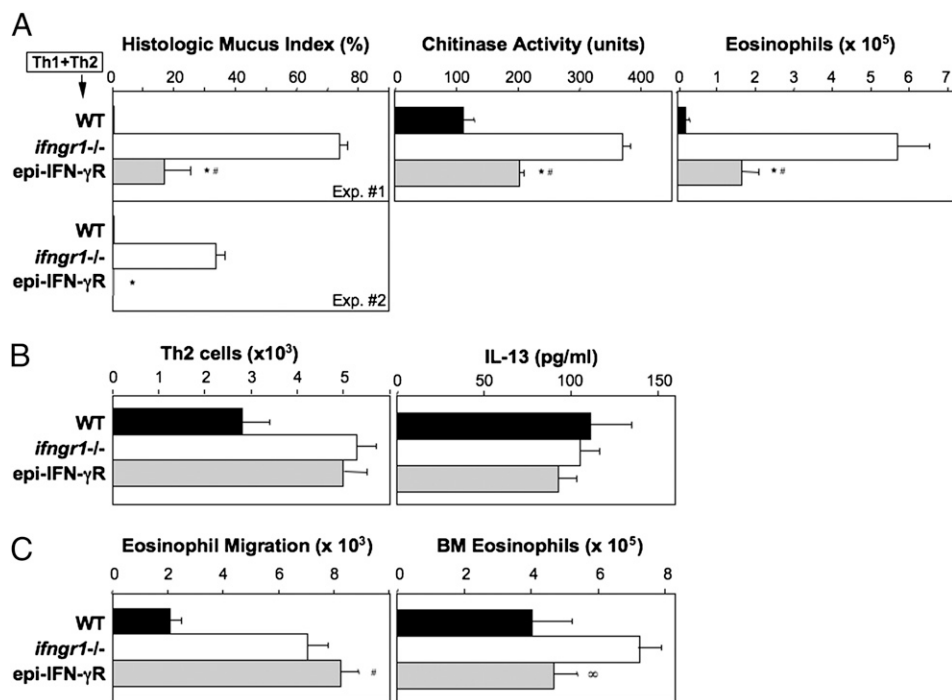 A
Th1+Th2
Histologic Mucus Index (%)
0 20 40 60 80
Chitinase Activity (units)
0 100 200 300 400
Eosinophils (x 10⁵)
0 1 2 3 4 5 6 7
WT
ifngr1-/-
epi-IFN-γR
* #
Exp. #1
* #
* #
WT
ifngr1-/-
epi-IFN-γR
*
Exp. #2
B
Th2 cells (x10³)
0 1 2 3 4 5
IL-13 (pg/ml)
0 50 100 150
WT
ifngr1-/-
epi-IFN-γR
C
Eosinophil Migration (x 10³)
0 2 4 6 8
BM Eosinophils (x 10⁵)
0 2 4 6 8
WT
ifngr1-/-
epi-IFN-γR
#
∞